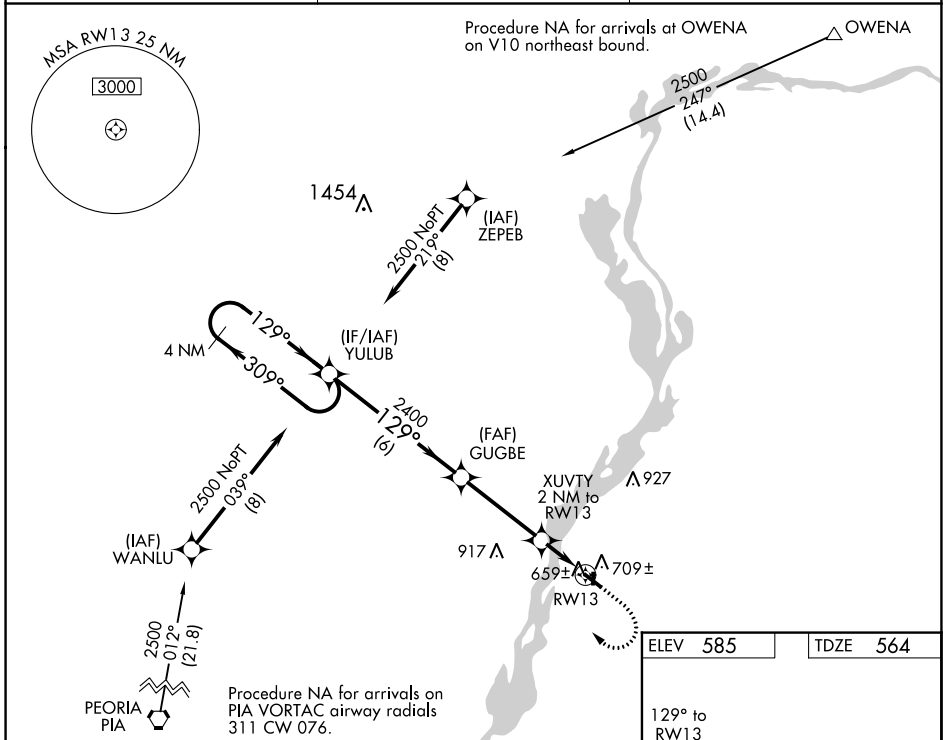 MSA RW13 25 NM
3000
Procedure NA for arrivals at OWENA
on V10 northeast bound.
OWENA
2500
247°
(14.4)
1454
(IAF)
ZEPEB
2500 NoPT
219°
(8)
(IF/IAF)
YULUB
129°
4 NM
309°
2400
129°
(6)
(FAF)
GUGBE
XUVTY
2 NM to
RW13
927
917
659±
709±
RW13
2500 NoPT
039°
(8)
(IAF)
WANLU
2500
012°
(21.8)
PEORIA
PIA
Procedure NA for arrivals on
PIA VORTAC airway radials
311 CW 076.
ELEV 585
TDZE 564
129° to
RW13